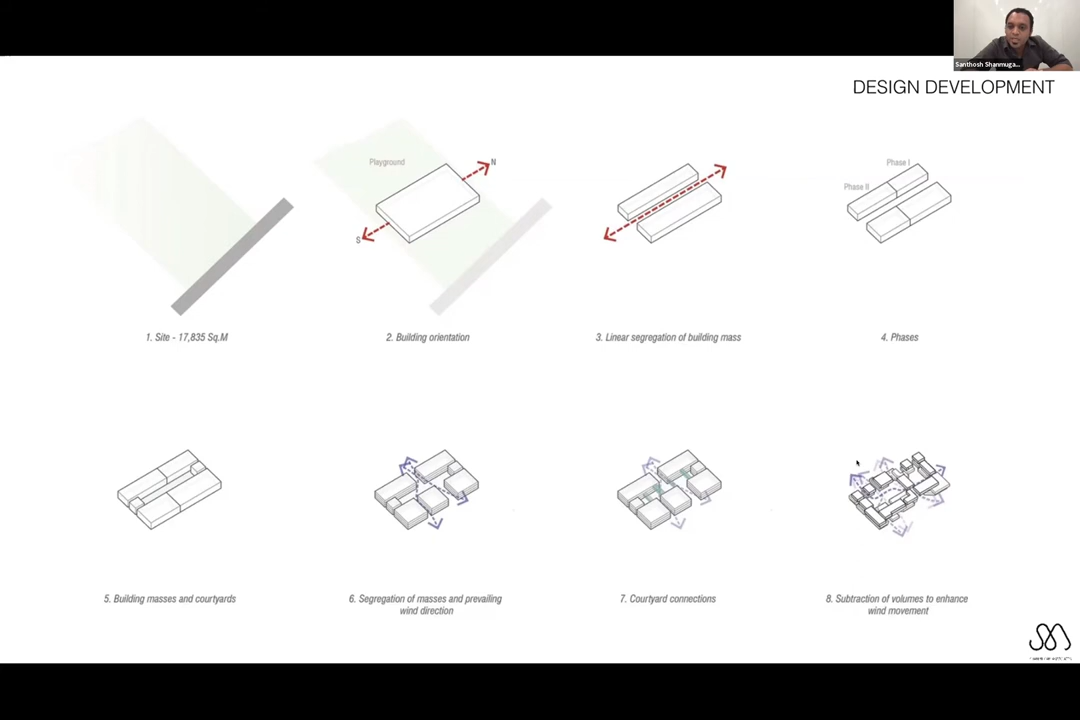 Santhosh Shanmuga...
DESIGN DEVELOPMENT
Playground
N
S
Phase I
Phase II
1. Site - 17,835 Sq.M
2. Building orientation
3. Linear segregation of building mass
4. Phases
5. Building masses and courtyards
6. Segregation of masses and prevailing
wind direction
7. Courtyard connections
8. Subtraction of volumes to enhance
wind movement